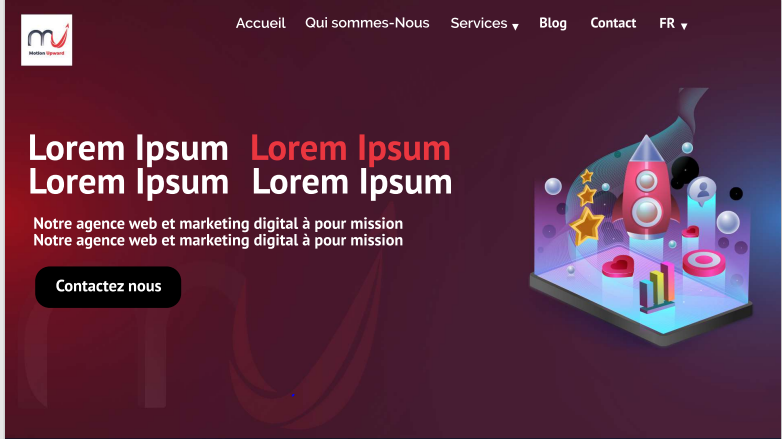 Accueil Qui sommes-Nous Services Blog Contact FR
Motion Upward
Lorem Ipsum Lorem Ipsum
Lorem Ipsum Lorem Ipsum
Notre agence web et marketing digital à pour mission
Notre agence web et marketing digital à pour mission
Contactez nous